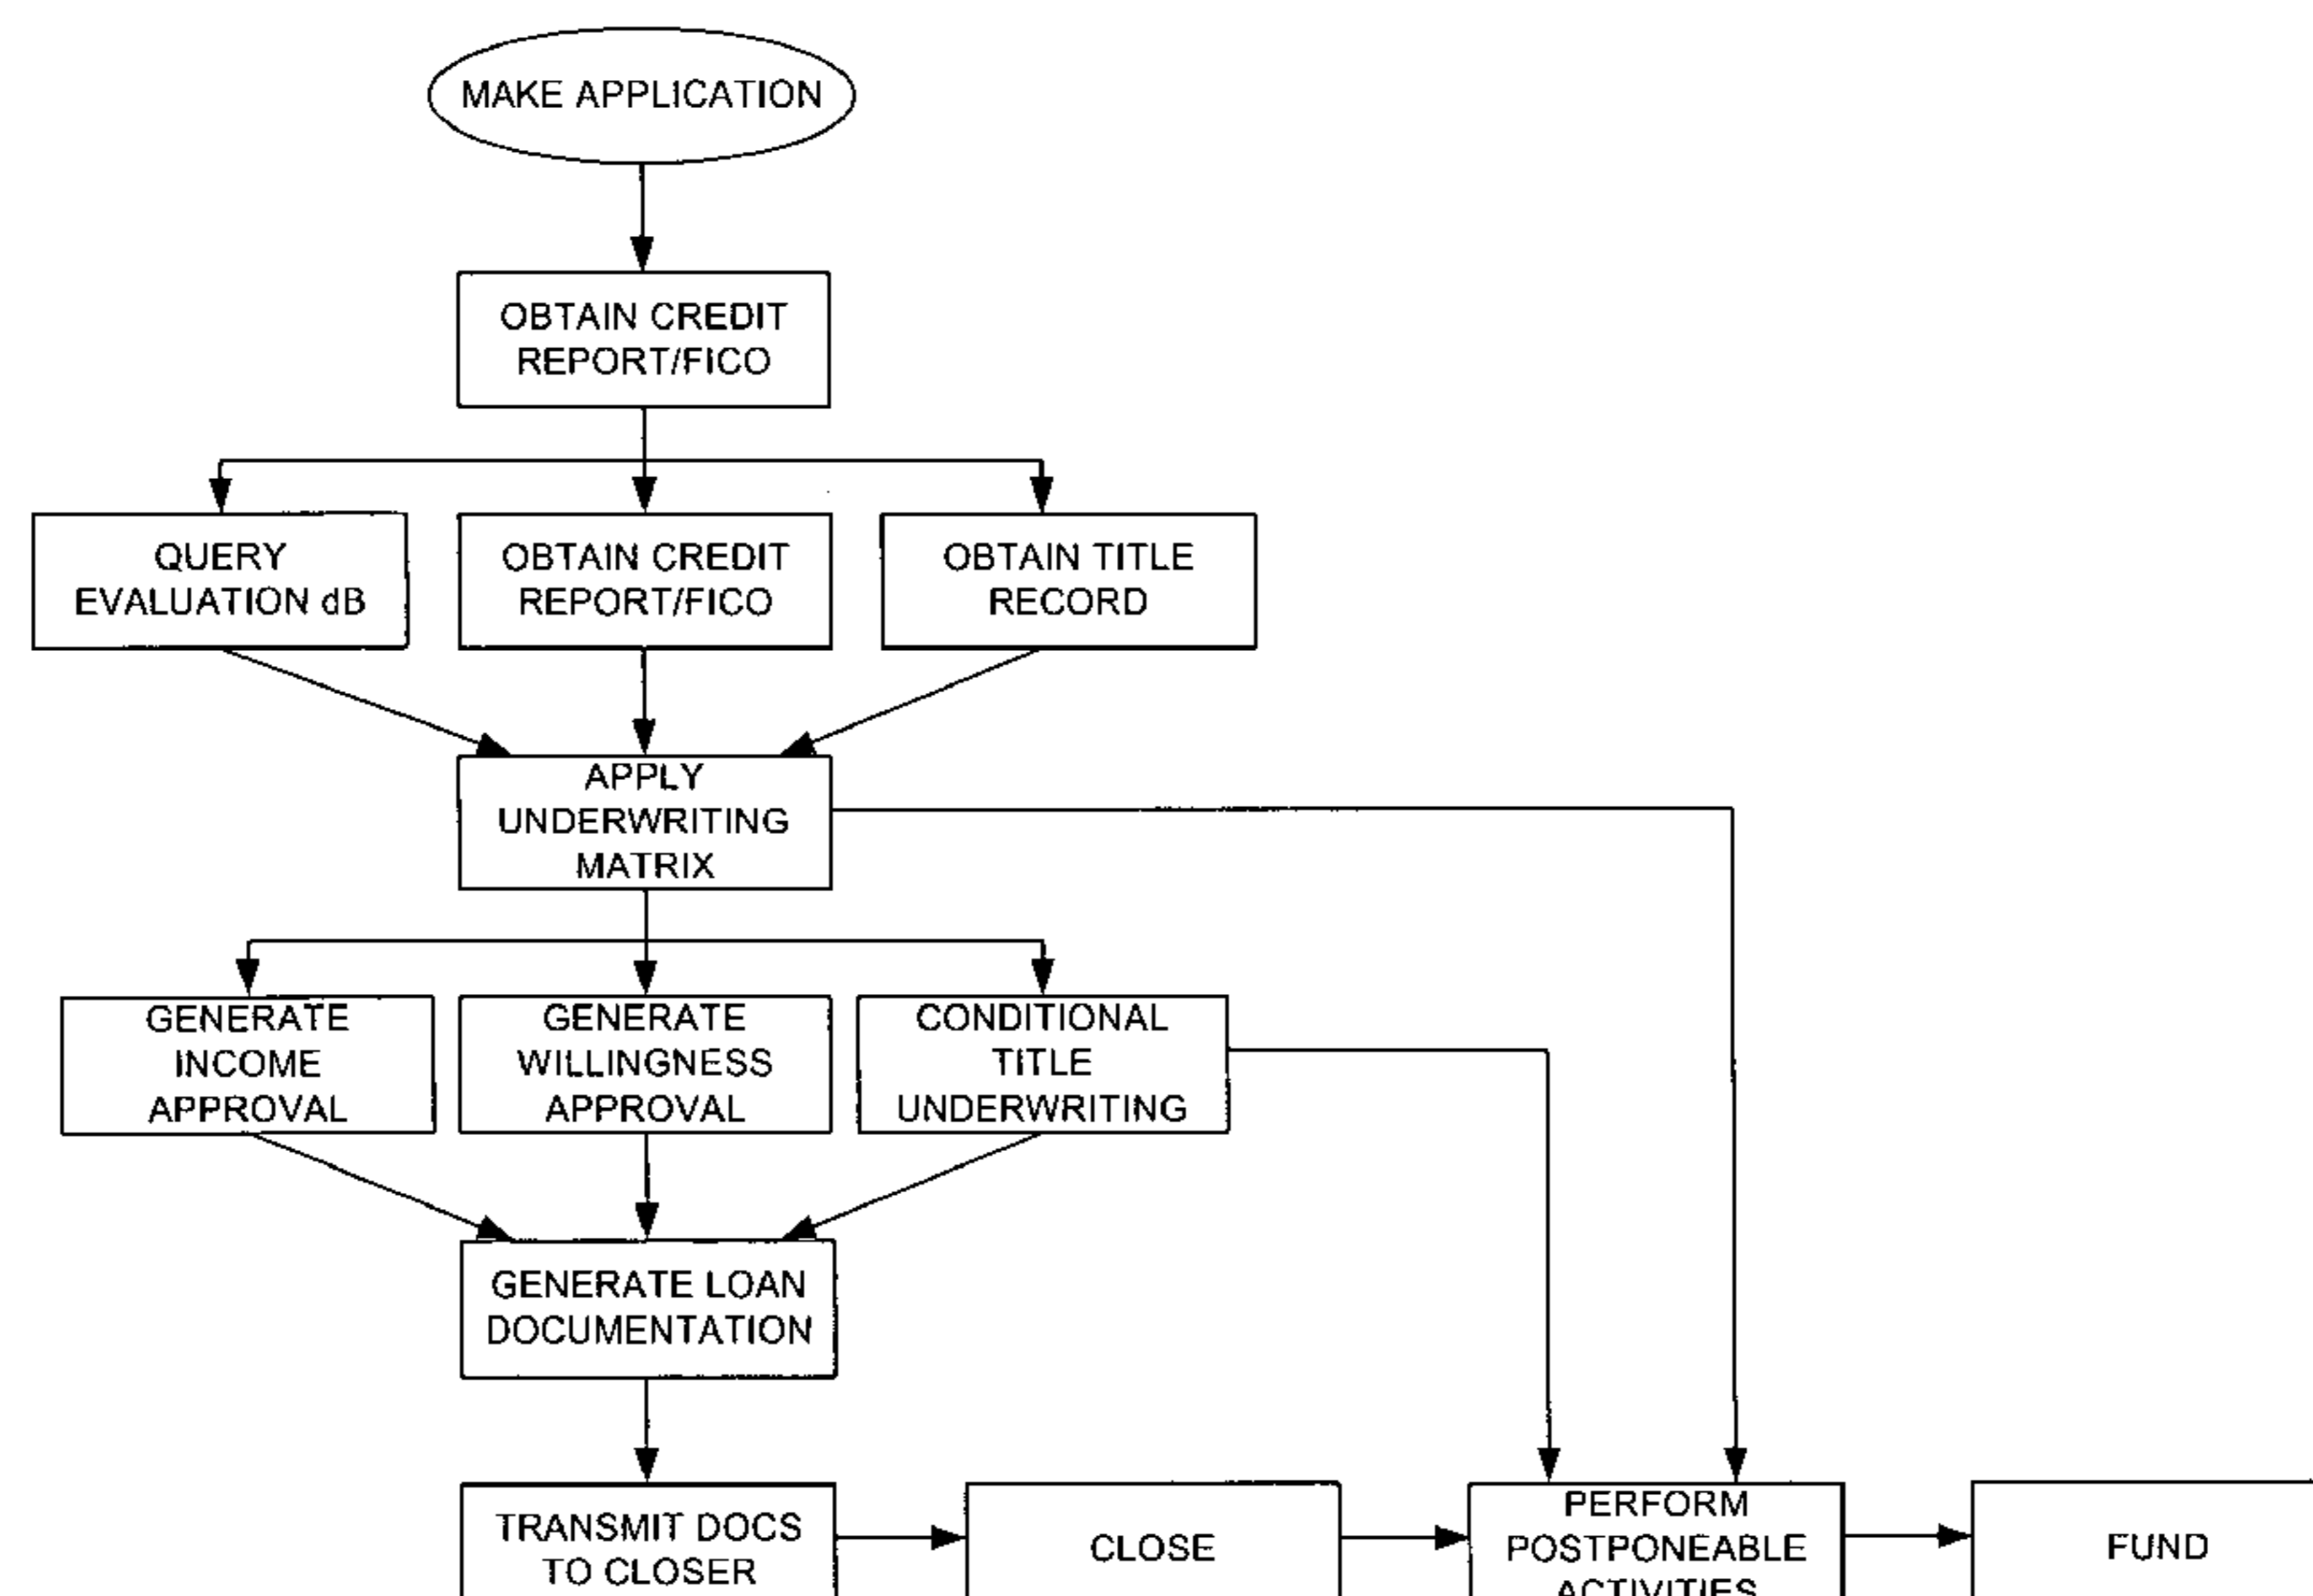 MAKE APPLICATION
OBTAIN CREDIT
REPORT/FICO
QUERY
EVALUATION dB
OBTAIN CREDIT
REPORT/FICO
OBTAIN TITLE
RECORD
APPLY
UNDERWRITING
MATRIX
GENERATE
INCOME
APPROVAL
GENERATE
WILLINGNESS
APPROVAL
CONDITIONAL
TITLE
UNDERWRITING
GENERATE LOAN
DOCUMENTATION
TRANSMIT DOCS
TO CLOSER
CLOSE
PERFORM
POSTPONEABLE
ACTIVITIES
FUND